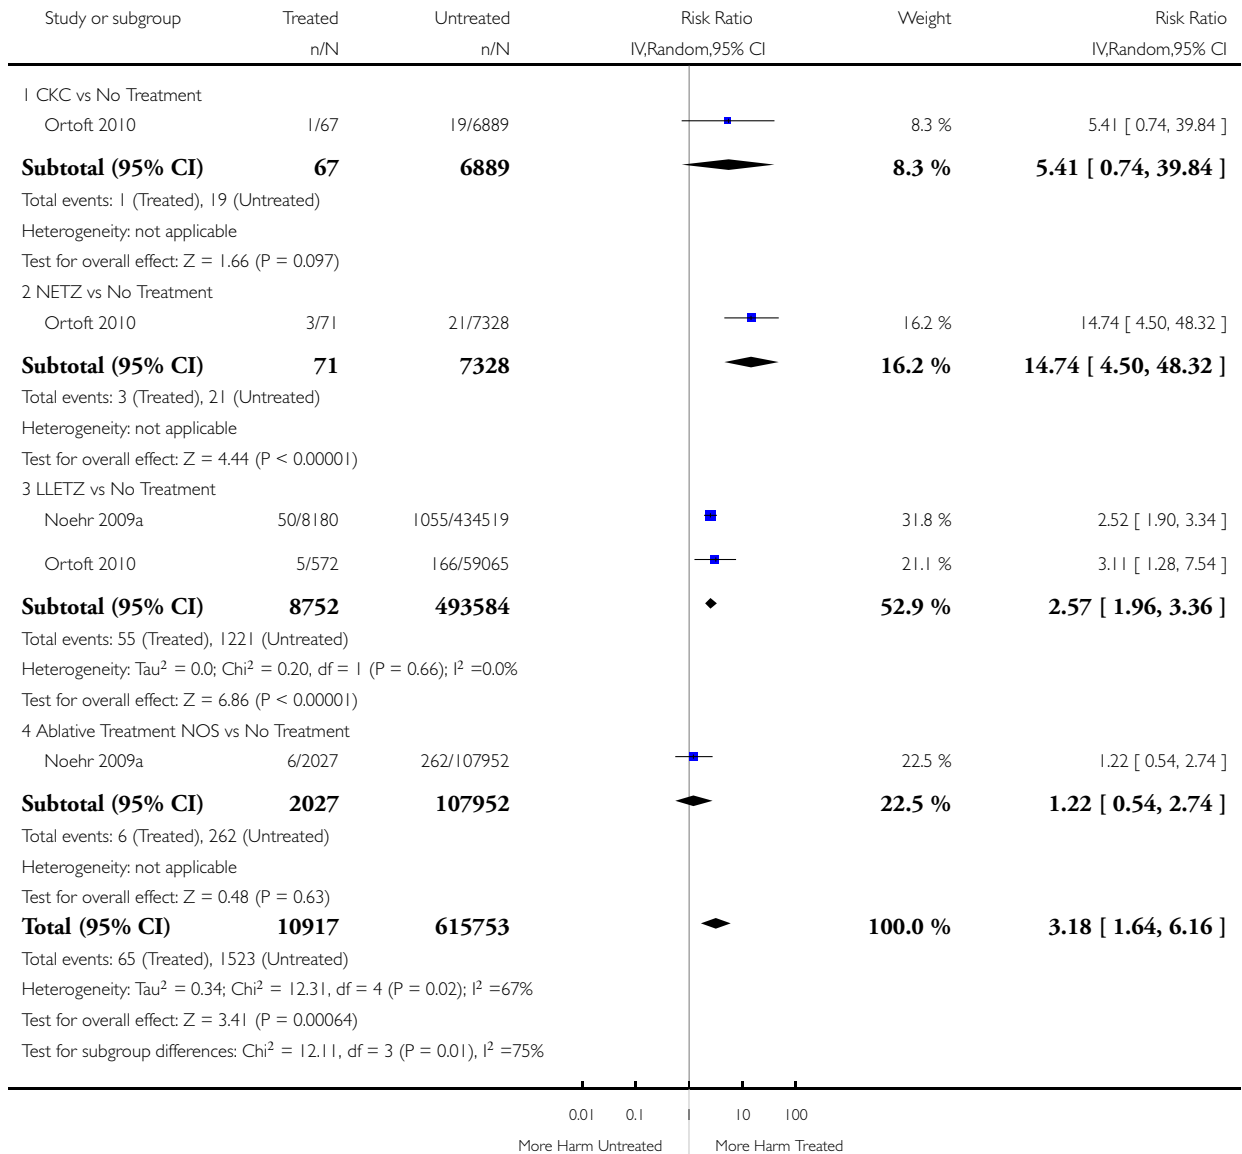 Study or subgroup Treated Untreated Risk Ratio Weight Risk Ratio
n/N n/N IV,Random,95% CI IV,Random,95% CI
1 CKC vs No Treatment
Ortoft 2010 1/67 19/6889 8.3 % 5.41 [ 0.74, 39.84 ]
Subtotal (95% CI) 67 6889 8.3 % 5.41 [ 0.74, 39.84 ]
Total events: 1 (Treated), 19 (Untreated)
Heterogeneity: not applicable
Test for overall effect: Z = 1.66 (P = 0.097)
2 NETZ vs No Treatment
Ortoft 2010 3/71 21/7328 16.2 % 14.74 [ 4.50, 48.32 ]
Subtotal (95% CI) 71 7328 16.2 % 14.74 [ 4.50, 48.32 ]
Total events: 3 (Treated), 21 (Untreated)
Heterogeneity: not applicable
Test for overall effect: Z = 4.44 (P < 0.00001)
3 LLETZ vs No Treatment
Noehr 2009a 50/8180 1055/434519 31.8 % 2.52 [ 1.90, 3.34 ]
Ortoft 2010 5/572 166/59065 21.1 % 3.11 [ 1.28, 7.54 ]
Subtotal (95% CI) 8752 493584 52.9 % 2.57 [ 1.96, 3.36 ]
Total events: 55 (Treated), 1221 (Untreated)
Heterogeneity: Tau² = 0.0; Chi² = 0.20, df = 1 (P = 0.66); I² =0.0%
Test for overall effect: Z = 6.86 (P < 0.00001)
4 Ablative Treatment NOS vs No Treatment
Noehr 2009a 6/2027 262/107952 22.5 % 1.22 [ 0.54, 2.74 ]
Subtotal (95% CI) 2027 107952 22.5 % 1.22 [ 0.54, 2.74 ]
Total events: 6 (Treated), 262 (Untreated)
Heterogeneity: not applicable
Test for overall effect: Z = 0.48 (P = 0.63)
Total (95% CI) 10917 615753 100.0 % 3.18 [ 1.64, 6.16 ]
Total events: 65 (Treated), 1523 (Untreated)
Heterogeneity: Tau² = 0.34; Chi² = 12.31, df = 4 (P = 0.02); I² =67%
Test for overall effect: Z = 3.41 (P = 0.00064)
Test for subgroup differences: Chi² = 12.11, df = 3 (P = 0.01), I² =75%
0.01 0.1 1 10 100
More Harm Untreated More Harm Treated